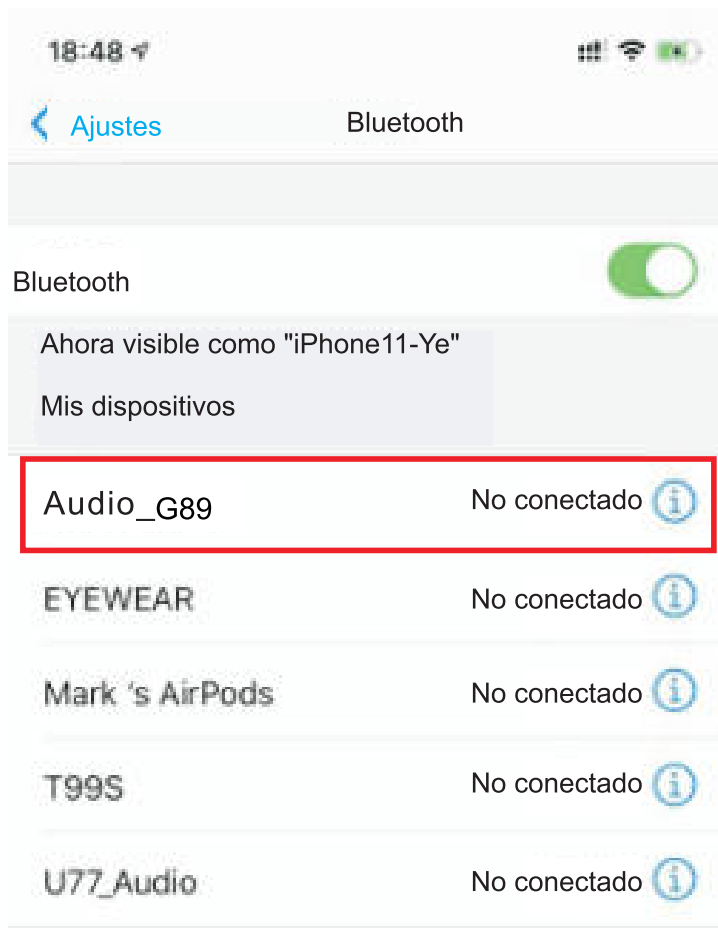 18:48
Ajustes Bluetooth
Bluetooth
Ahora visible como "iPhone11-Ye"
Mis dispositivos
Audio_G89 No conectado
EYEWEAR No conectado
Mark 's AirPods No conectado
T99S No conectado
U77_Audio No conectado